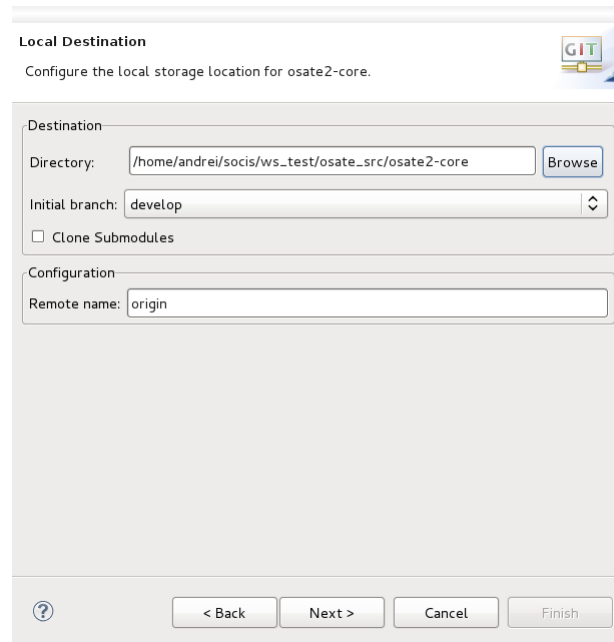 Local Destination
Configure the local storage location for osate2-core.
GIT
Destination
Directory: /home/andrei/socis/ws_test/osate_src/osate2-core Browse
Initial branch: develop
Clone Submodules
Configuration
Remote name: origin
? < Back Next > Cancel Finish